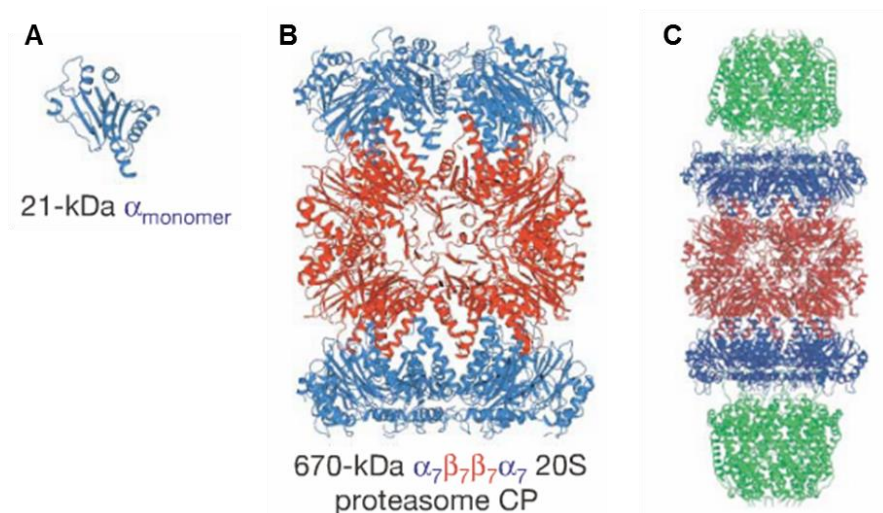 A
B
C
21-kDa αmonomer
670-kDa α7β7β7α7 20S
proteasome CP